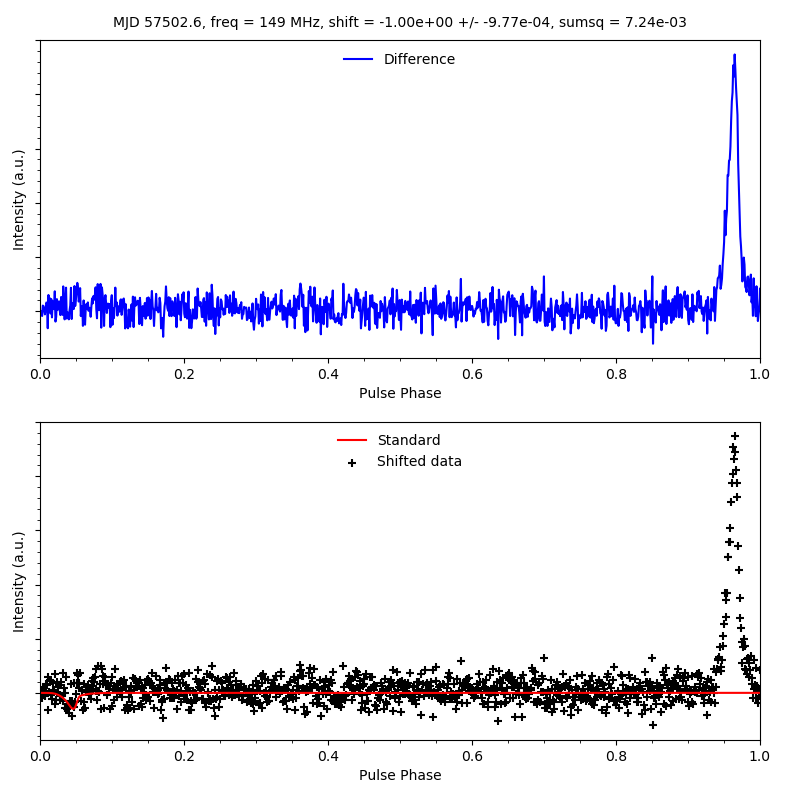 MJD 57502.6, freq = 149 MHz, shift = -1.00e+00 +/- -9.77e-04, sumsq = 7.24e-03
Difference
Intensity (a.u.)
0.0 0.2 0.4 0.6 0.8 1.0
Pulse Phase
Standard
Shifted data
Intensity (a.u.)
0.0 0.2 0.4 0.6 0.8 1.0
Pulse Phase